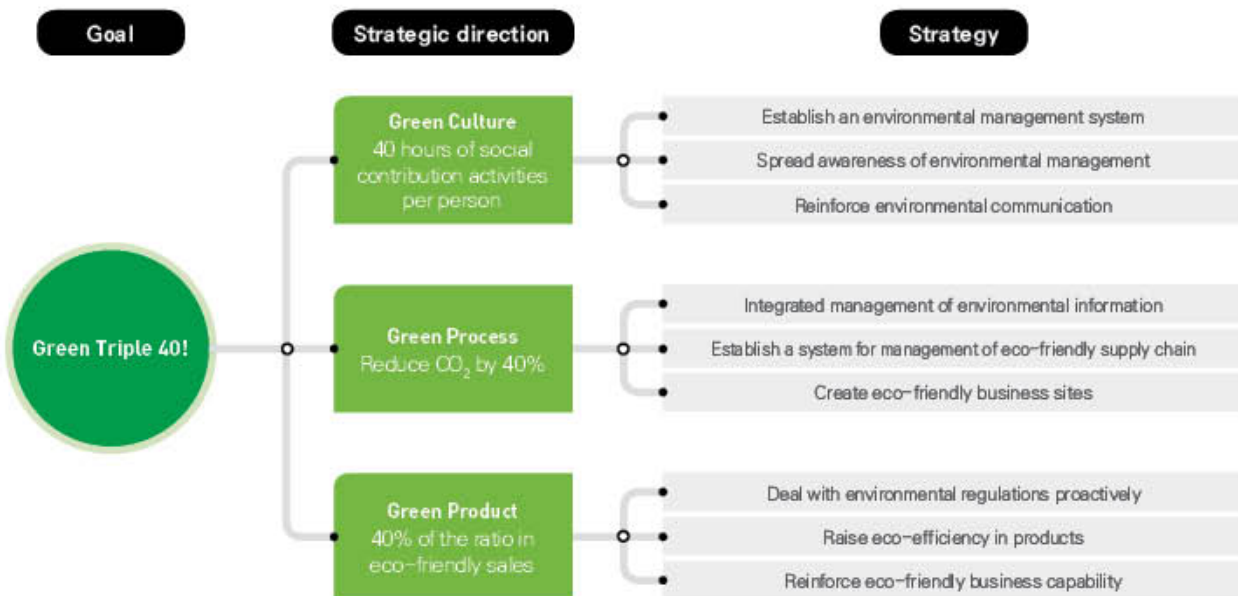 Goal
Strategic direction
Strategy
Green Triple 40!
Green Culture
40 hours of social
contribution activities
per person
Establish an environmental management system
Spread awareness of environmental management
Reinforce environmental communication
Green Process
Reduce CO₂ by 40%
Integrated management of environmental information
Establish a system for management of eco-friendly supply chain
Create eco-friendly business sites
Green Product
40% of the ratio in
eco-friendly sales
Deal with environmental regulations proactively
Raise eco-efficiency in products
Reinforce eco-friendly business capability